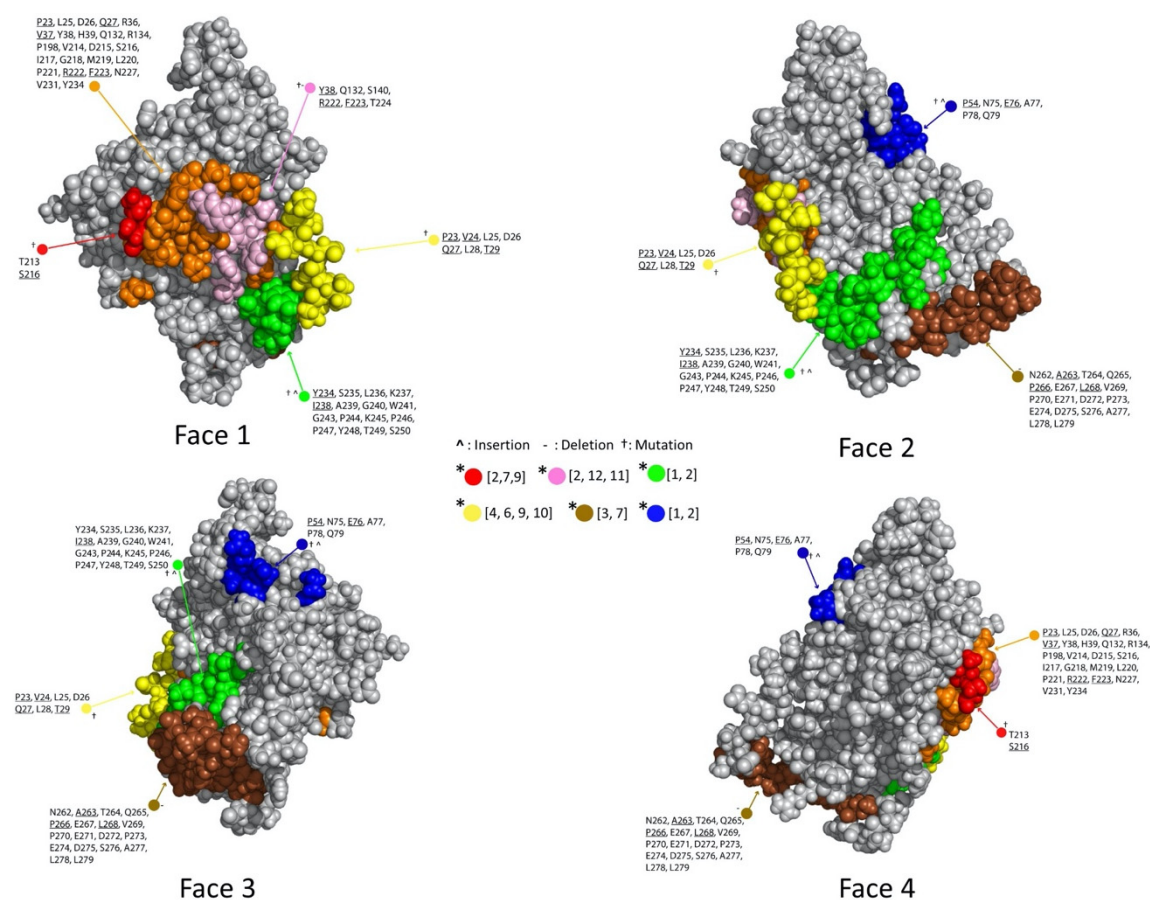 P23, L25, D26, Q27, R36,
V37, Y38, H39, Q132, R134,
P198, V214, D215, S216,
I217, G218, M219, L220,
P221, R222, F223, N227,
V231, Y234
†-
Y38, Q132, S140,
R222, F223, T224
†
T213
S216
†
P23, V24, L25, D26
Q27, L28, T29
† ^
Y234, S235, L236, K237,
I238, A239, G240, W241,
G243, P244, K245, P246,
P247, Y248, T249, S250
Face 1
† ^
P54, N75, E76, A77,
P78, Q79
P23, V24, L25, D26
Q27, L28, T29
†
Y234, S235, L236, K237,
I238, A239, G240, W241,
G243, P244, K245, P246,
P247, Y248, T249, S250
† ^
-
N262, A263, T264, Q265,
P266, E267, L268, V269,
P270, E271, D272, P273,
E274, D275, S276, A277,
L278, L279
Face 2
^ : Insertion - : Deletion †: Mutation
* [2,7,9] * [2, 12, 11] * [1, 2]
* [4, 6, 9, 10] * [3, 7] * [1, 2]
Y234, S235, L236, K237,
I238, A239, G240, W241,
G243, P244, K245, P246,
P247, Y248, T249, S250
† ^
P54, N75, E76, A77,
P78, Q79
† ^
P23, V24, L25, D26
Q27, L28, T29
†
-
N262, A263, T264, Q265,
P266, E267, L268, V269,
P270, E271, D272, P273,
E274, D275, S276, A277,
L278, L279
Face 3
P54, N75, E76, A77,
P78, Q79
† ^
P23, L25, D26, Q27, R36,
V37, Y38, H39, Q132, R134,
P198, V214, D215, S216,
I217, G218, M219, L220,
P221, R222, F223, N227,
V231, Y234
†
T213
S216
-
N262, A263, T264, Q265,
P266, E267, L268, V269,
P270, E271, D272, P273,
E274, D275, S276, A277,
L278, L279
Face 4